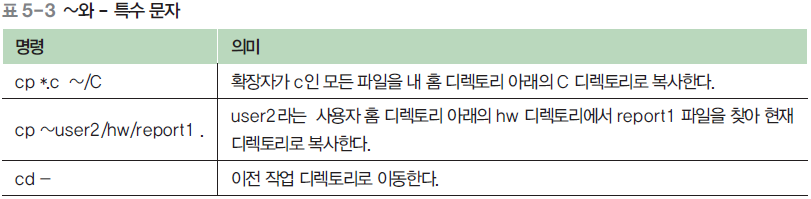 표 5-3 ~와 - 특수 문자
명령 의미
cp *.c ~/C 확장자가 c인 모든 파일을 내 홈 디렉토리 아래의 C 디렉토리로 복사한다.
cp ~user2/hw/report1 . user2라는 사용자 홈 디렉토리 아래의 hw 디렉토리에서 report1 파일을 찾아 현재
디렉토리로 복사한다.
cd - 이전 작업 디렉토리로 이동한다.